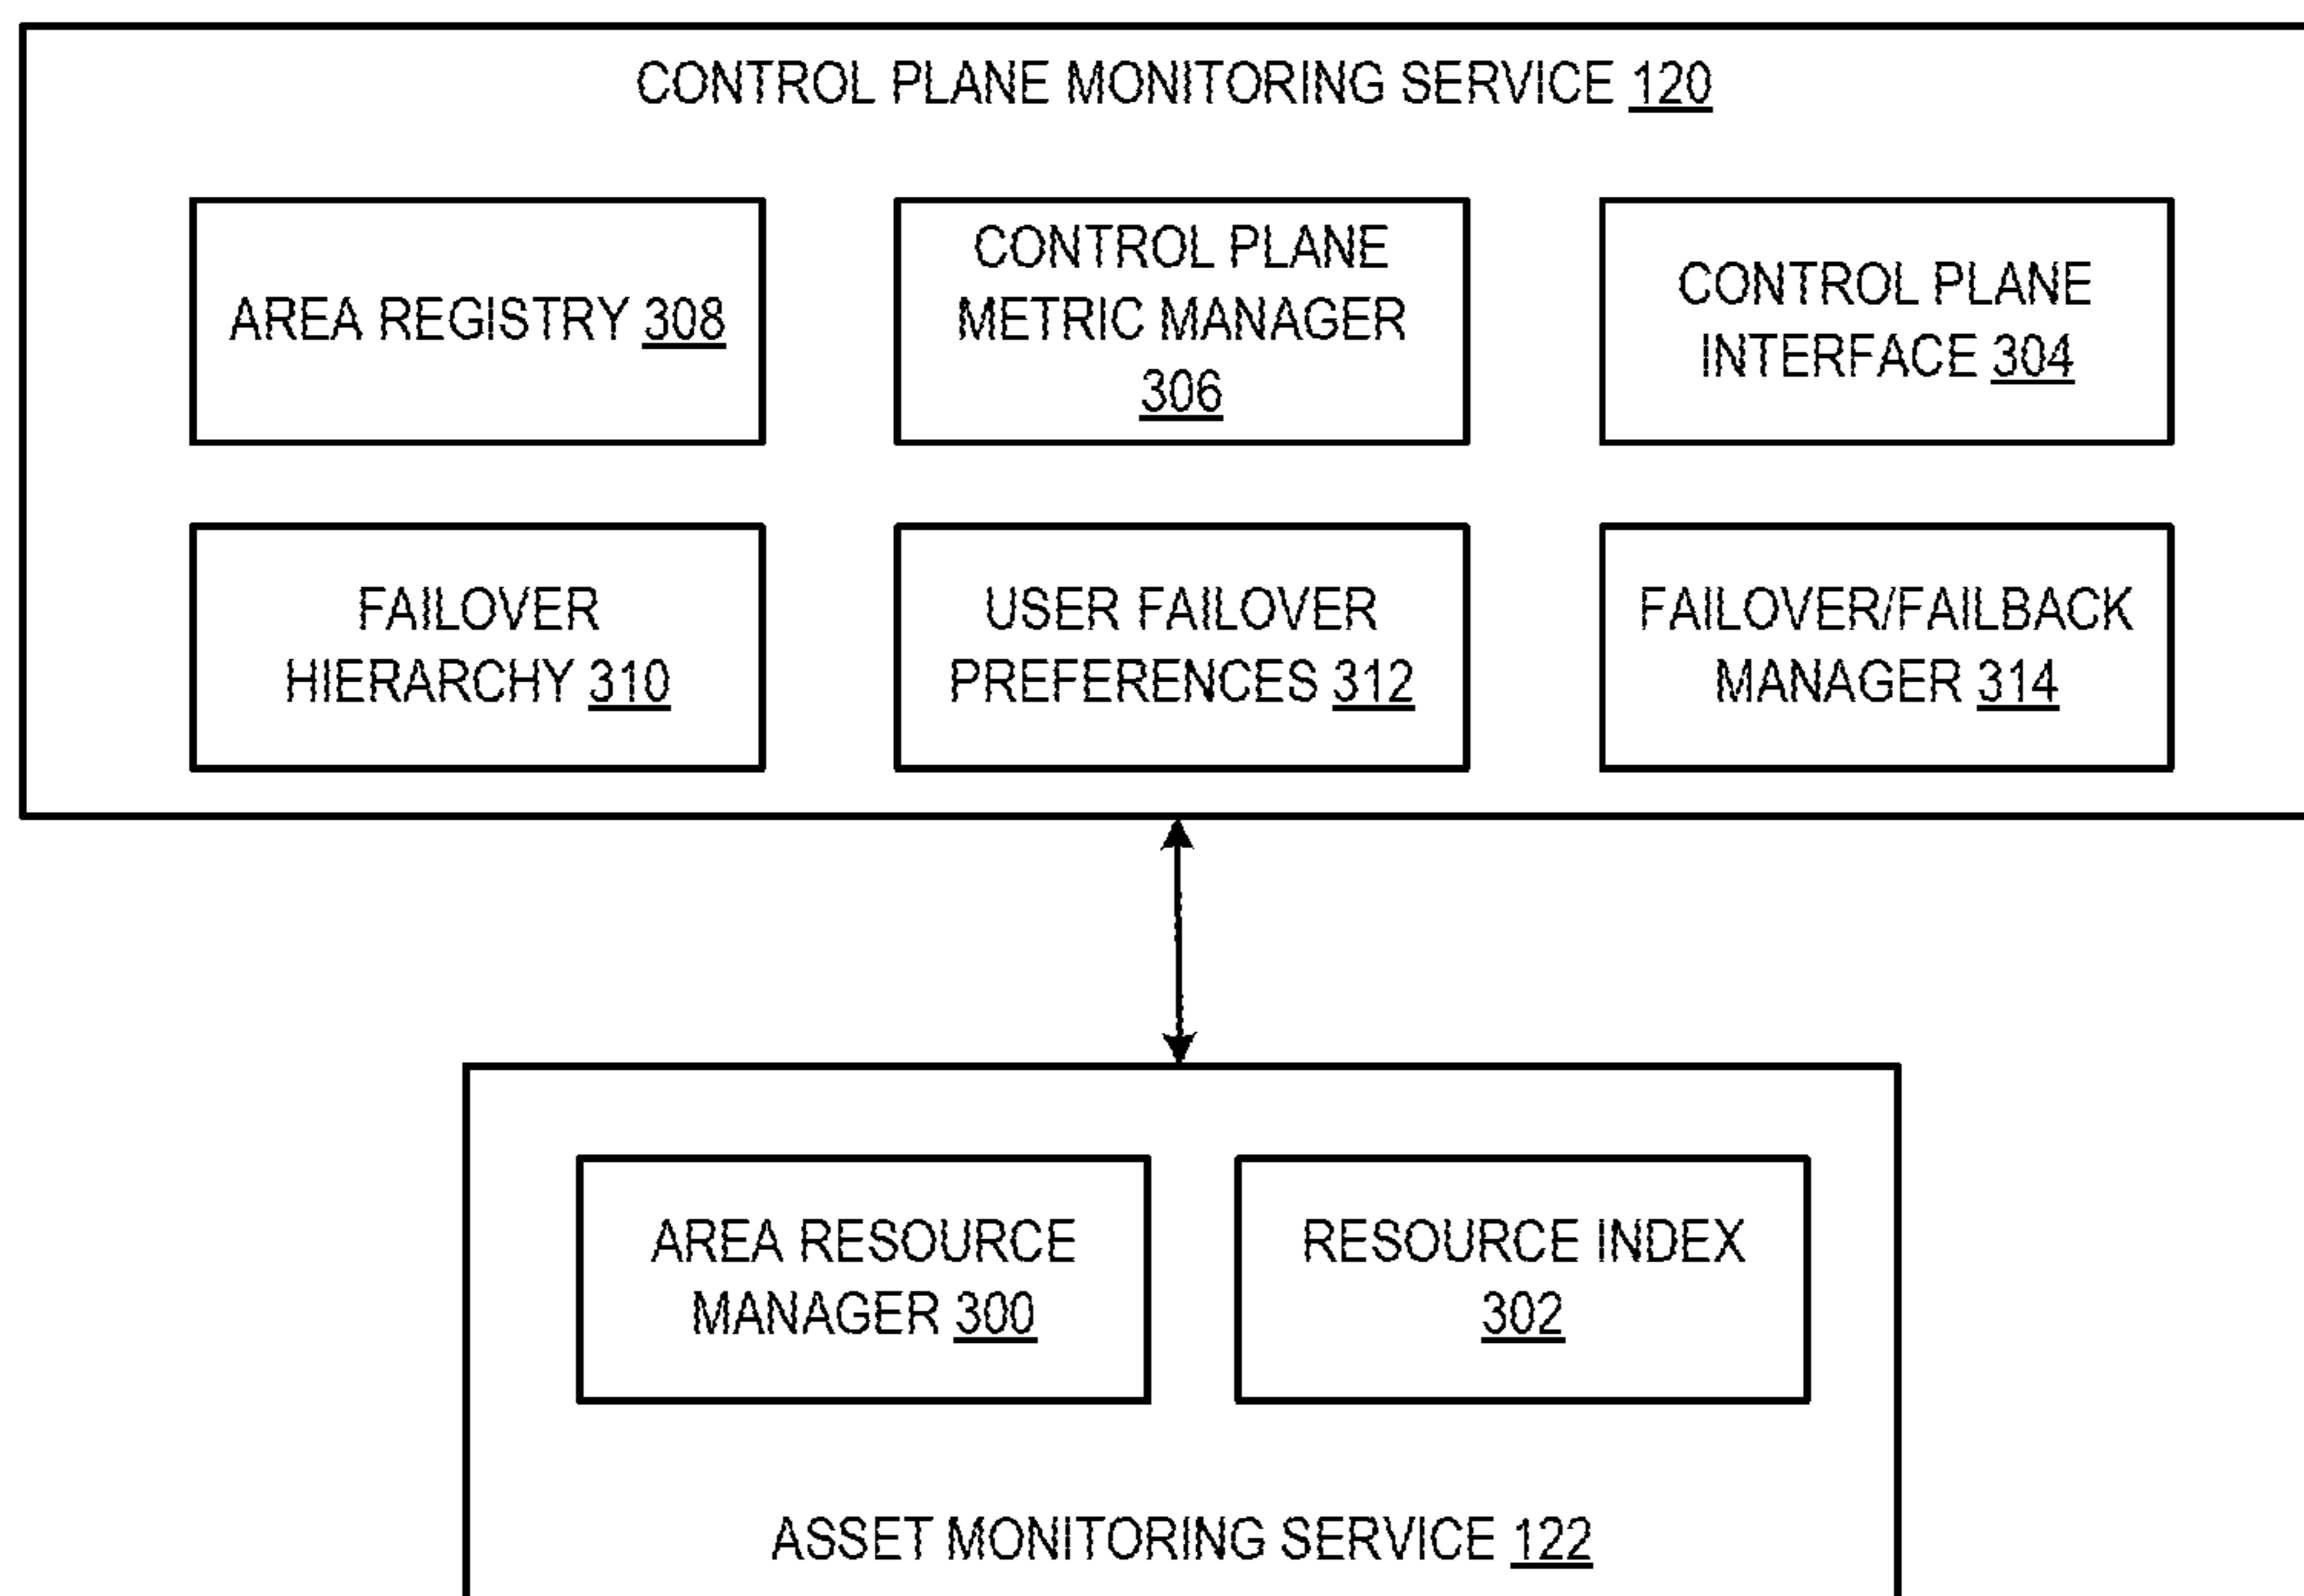 CONTROL PLANE MONITORING SERVICE 120
AREA REGISTRY 308
CONTROL PLANE
METRIC MANAGER
306
CONTROL PLANE
INTERFACE 304
FAILOVER
HIERARCHY 310
USER FAILOVER
PREFERENCES 312
FAILOVER/FAILBACK
MANAGER 314
AREA RESOURCE
MANAGER 300
RESOURCE INDEX
302
ASSET MONITORING SERVICE 122